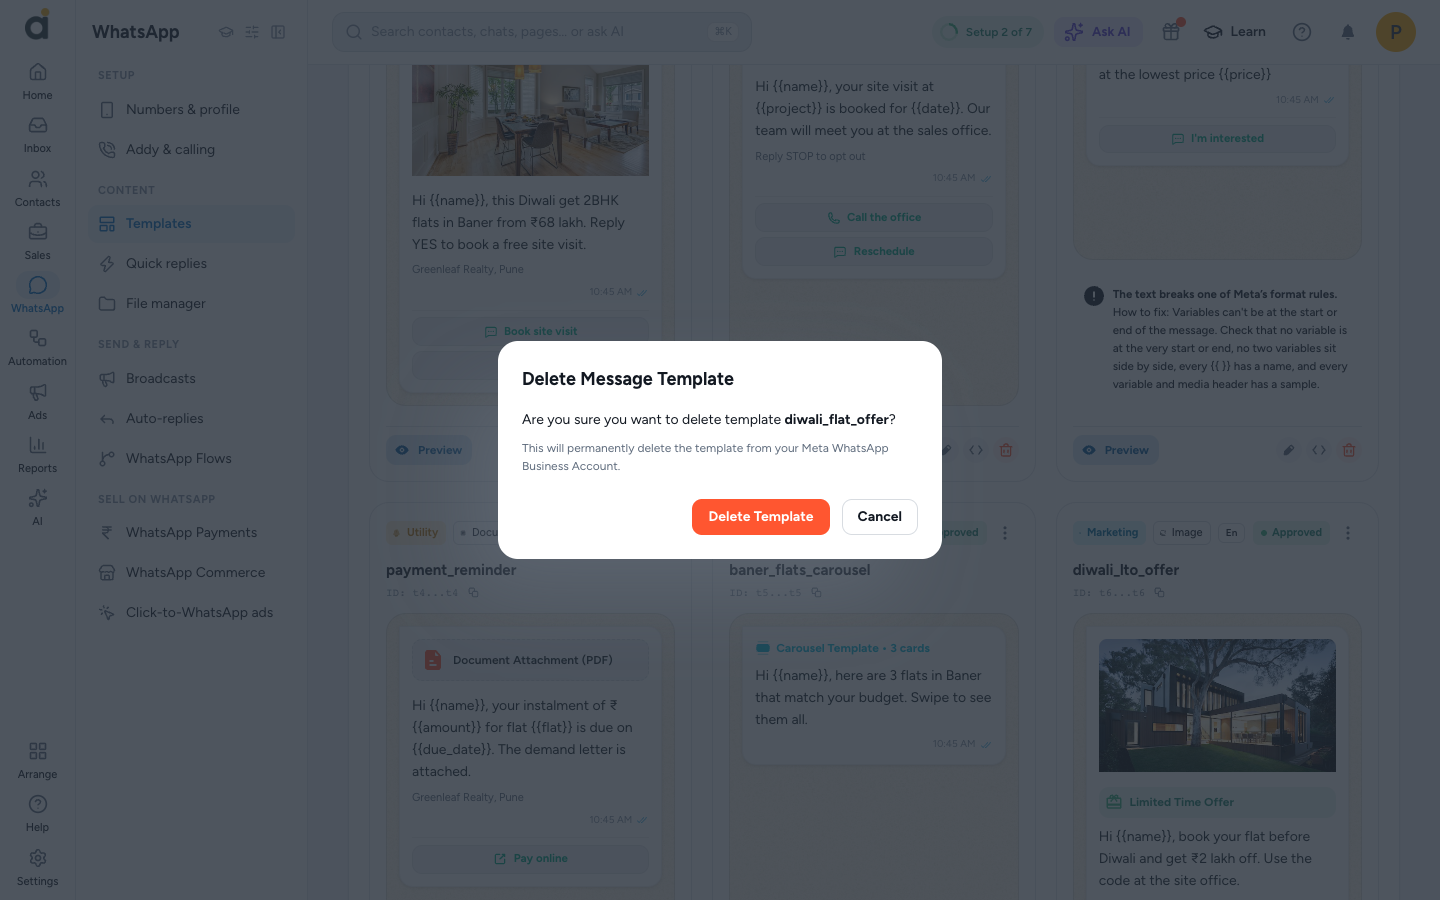 WhatsApp
Search contacts, chats, pages... or ask AI
⌘K
Setup 2 of 7
Ask AI
Learn
P
Home
Inbox
Contacts
Sales
WhatsApp
Automation
Ads
Reports
AI
Arrange
Help
Settings
SETUP
Numbers & profile
Addy & calling
CONTENT
Templates
Quick replies
File manager
SEND & REPLY
Broadcasts
Auto-replies
WhatsApp Flows
SELL ON WHATSAPP
WhatsApp Payments
WhatsApp Commerce
Click-to-WhatsApp ads
Hi {{name}}, this Diwali get 2BHK
flats in Baner from ₹68 lakh. Reply
YES to book a free site visit.
Greenleaf Realty, Pune
10:45 AM
Book site visit
Preview
Hi {{name}}, your site visit at
{{project}} is booked for {{date}}. Our
team will meet you at the sales office.
Reply STOP to opt out
10:45 AM
Call the office
Reschedule
at the lowest price {{price}}
10:45 AM
I'm interested
The text breaks one of Meta's format rules.
How to fix: Variables can't be at the start or
end of the message. Check that no variable is
at the very start or end, no two variables sit
side by side, every {{ }} has a name, and every
variable and media header has a sample.
Preview
Delete Message Template
Are you sure you want to delete template diwali_flat_offer?
This will permanently delete the template from your Meta WhatsApp
Business Account.
Delete Template
Cancel
Utility
payment_reminder
ID: t4...t4
Document Attachment (PDF)
Hi {{name}}, your instalment of ₹
{{amount}} for flat {{flat}} is due on
{{due_date}}. The demand letter is
attached.
Greenleaf Realty, Pune
10:45 AM
Pay online
baner_flats_carousel
ID: t5...t5
Carousel Template • 3 cards
Hi {{name}}, here are 3 flats in Baner
that match your budget. Swipe to see
them all.
10:45 AM
Marketing
Image
En
Approved
diwali_lto_offer
ID: t6...t6
Limited Time Offer
Hi {{name}}, book your flat before
Diwali and get ₹2 lakh off. Use the
code at the site office.